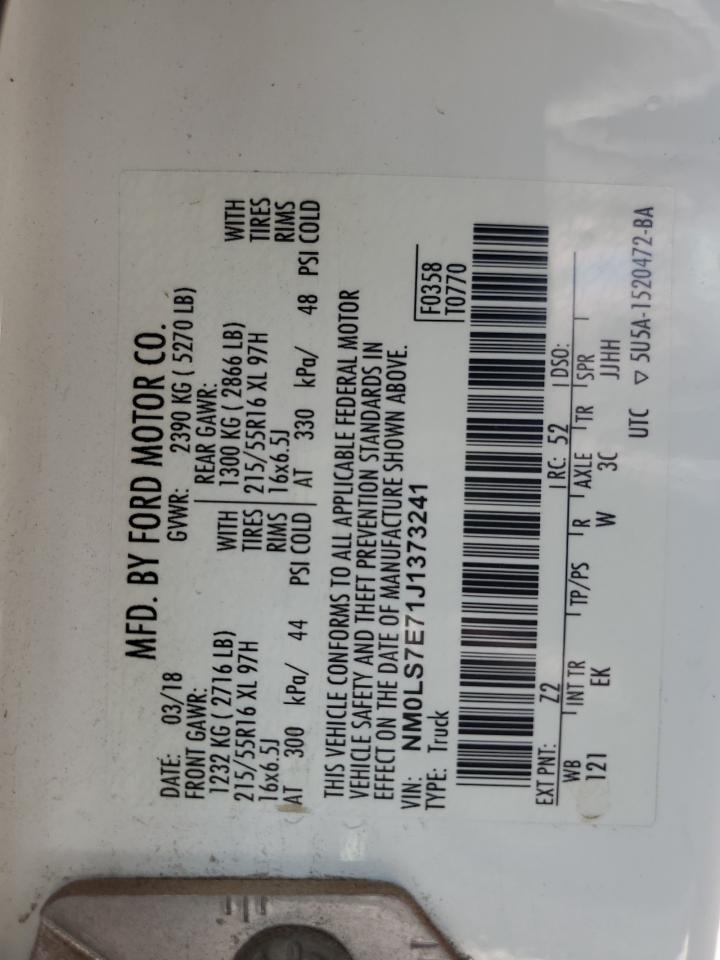 MFD. BY FORD MOTOR CO.
DATE: 03/18 GVWR: 2390 KG ( 5270 LB)
FRONT GAWR: REAR GAWR:
1232 KG ( 2716 LB) WITH 1300 KG ( 2866 LB) WITH
215/55R16 XL 97H TIRES 215/55R16 XL 97H TIRES
16x6.5J RIMS 16x6.5J RIMS
AT 300 kPa/ 44 PSI COLD AT 330 kPa/ 48 PSI COLD
THIS VEHICLE CONFORMS TO ALL APPLICABLE FEDERAL MOTOR
VEHICLE SAFETY AND THEFT PREVENTION STANDARDS IN
EFFECT ON THE DATE OF MANUFACTURE SHOWN ABOVE.
VIN: NM0LS7E71J1373241 F0358
TYPE: Truck T0770
EXT PNT: Z2 RC: 52 DSO:
WB INT TR TP/PS R AXLE TR SPR
121 EK W 3C JJHH
UTC ▽ 5U5A-1520472-BA